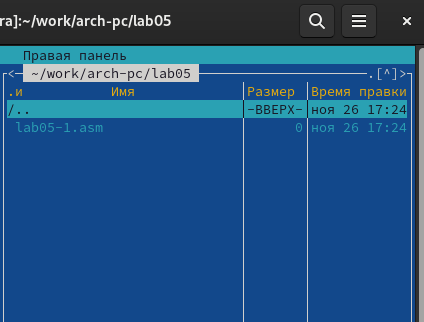 ra]:~/work/arch-pc/lab05
Правая панель
<─ ~/work/arch-pc/lab05 ─.[^]>
.и Имя Размер Время правки
/.. -ВВЕРХ- ноя 26 17:24
lab05-1.asm 0 ноя 26 17:24